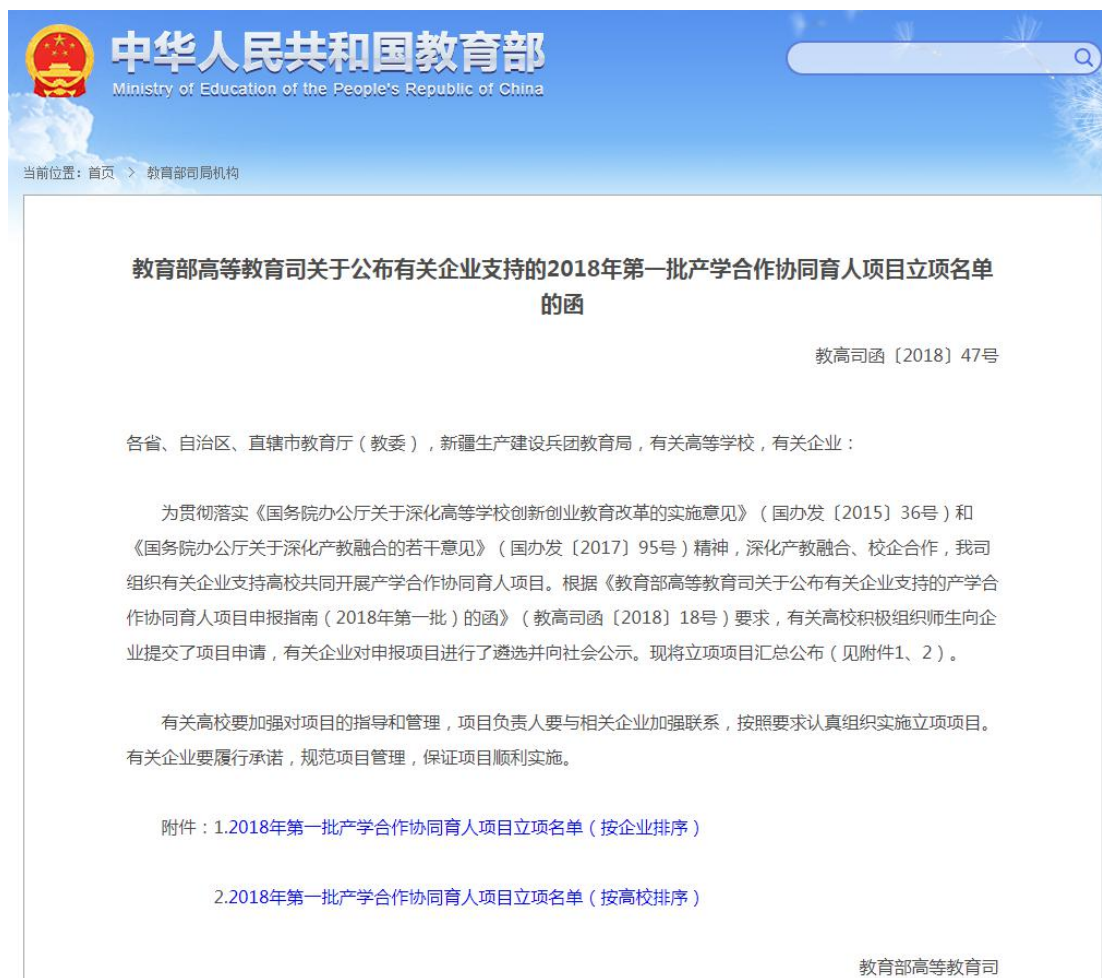 中华人民共和国教育部
Ministry of Education of the People's Republic of China
当前位置：首页 > 教育部司局机构
教育部高等教育司关于公布有关企业支持的2018年第一批产学合作协同育人项目立项名单
的函
教高司函〔2018〕47号
各省、自治区、直辖市教育厅（教委），新疆生产建设兵团教育局，有关高等学校，有关企业：
为贯彻落实《国务院办公厅关于深化高等学校创新创业教育改革的实施意见》（国办发〔2015〕36号）和
《国务院办公厅关于深化产教融合的若干意见》（国办发〔2017〕95号）精神，深化产教融合、校企合作，我司
组织有关企业支持高校共同开展产学合作协同育人项目。根据《教育部高等教育司关于公布有关企业支持的产学合
作协同育人项目申报指南（2018年第一批）的函》（教高司函〔2018〕18号）要求，有关高校积极组织师生向企
业提交了项目申请，有关企业对申报项目进行了遴选并向社会公示。现将立项项目汇总公布（见附件1、2）。
有关高校要加强对项目的指导和管理，项目负责人要与相关企业加强联系，按照要求认真组织实施立项项目。
有关企业要履行承诺，规范项目管理，保证项目顺利实施。
附件：1.2018年第一批产学合作协同育人项目立项名单（按企业排序）
2.2018年第一批产学合作协同育人项目立项名单（按高校排序）
教育部高等教育司